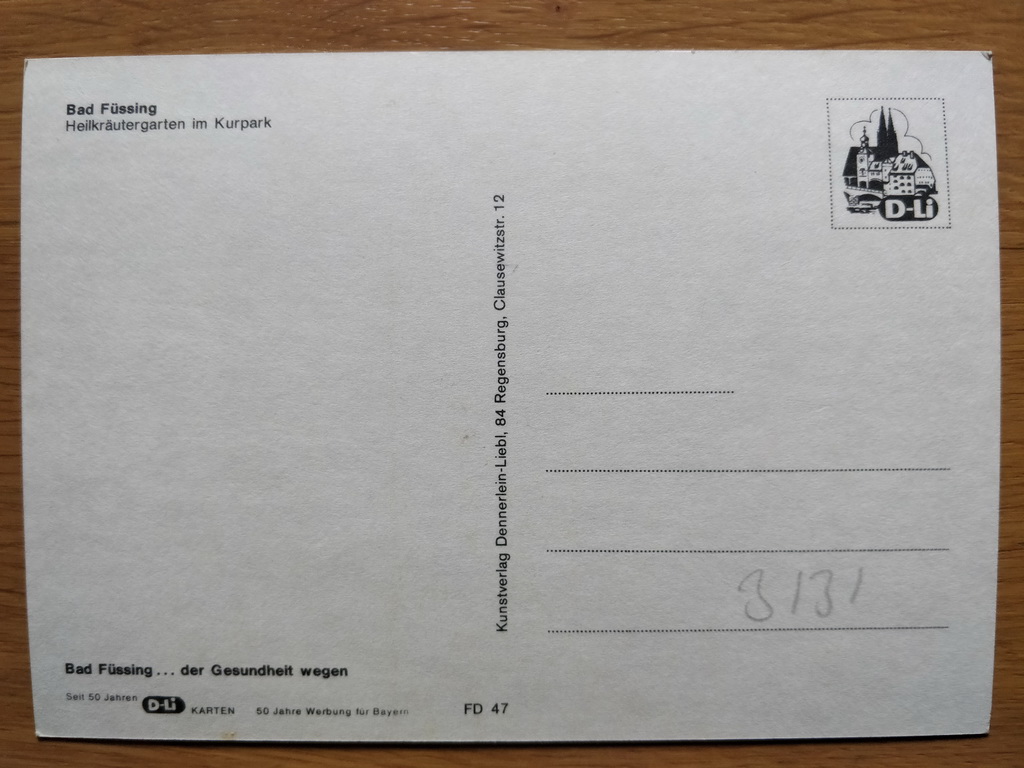 Bad Füssing
Heilkräutergarten im Kurpark
D-Li
Kunstverlag Dennerlein-Liebl, 84 Regensburg, Clausewitzstr. 12
3131
Bad Füssing ... der Gesundheit wegen
Seit 50 Jahren D-Li KARTEN 50 Jahre Werbung für Bayern
FD 47